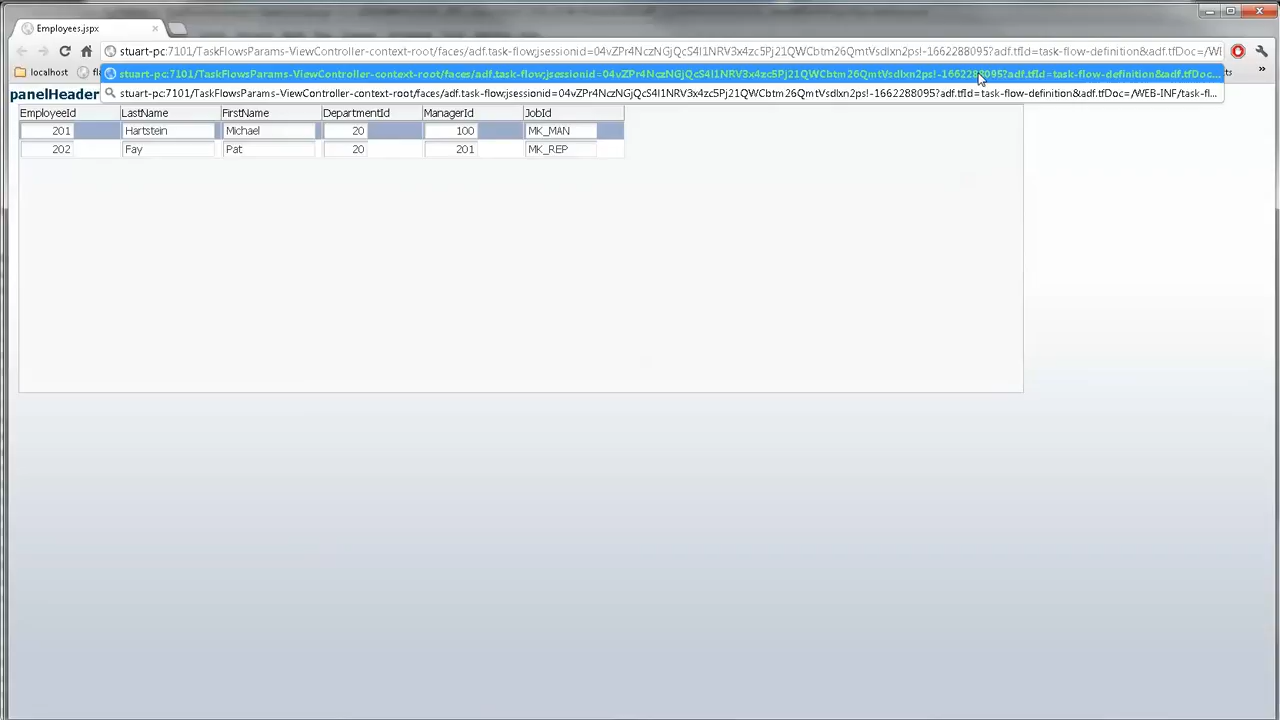 Employees.jspx
stuart-pc:7101/TaskFlowsParams-ViewController-context-root/faces/adf.task-flow;jsessionid=04vZPr4NczNGjQcS4l1NRV3x4zc5Pj21QWCbtm26QmtVsdlxn2ps!-1662288095?adf.tfId=task-flow-definition&adf.tfDoc=/WI
localhost
stuart-pc:7101/TaskFlowsParams-ViewController-context-root/faces/adf.task-flow;jsessionid=04vZPr4NczNGjQcS4l1NRV3x4zc5Pj21QWCbtm26QmtVsdlxn2ps!-1662288095?adf.tfId=task-flow-definition&adf.tfDoc...
stuart-pc:7101/TaskFlowsParams-ViewController-context-root/faces/adf.task-flow;jsessionid=04vZPr4NczNGjQcS4l1NRV3x4zc5Pj21QWCbtm26QmtVsdlxn2ps!-1662288095?adf.tfId=task-flow-definition&adf.tfDoc=/WEB-INF/task-fl...
panelHeader
EmployeeId LastName FirstName DepartmentId ManagerId JobId
201 Hartstein Michael 20 100 MK_MAN
202 Fay Pat 20 201 MK_REP